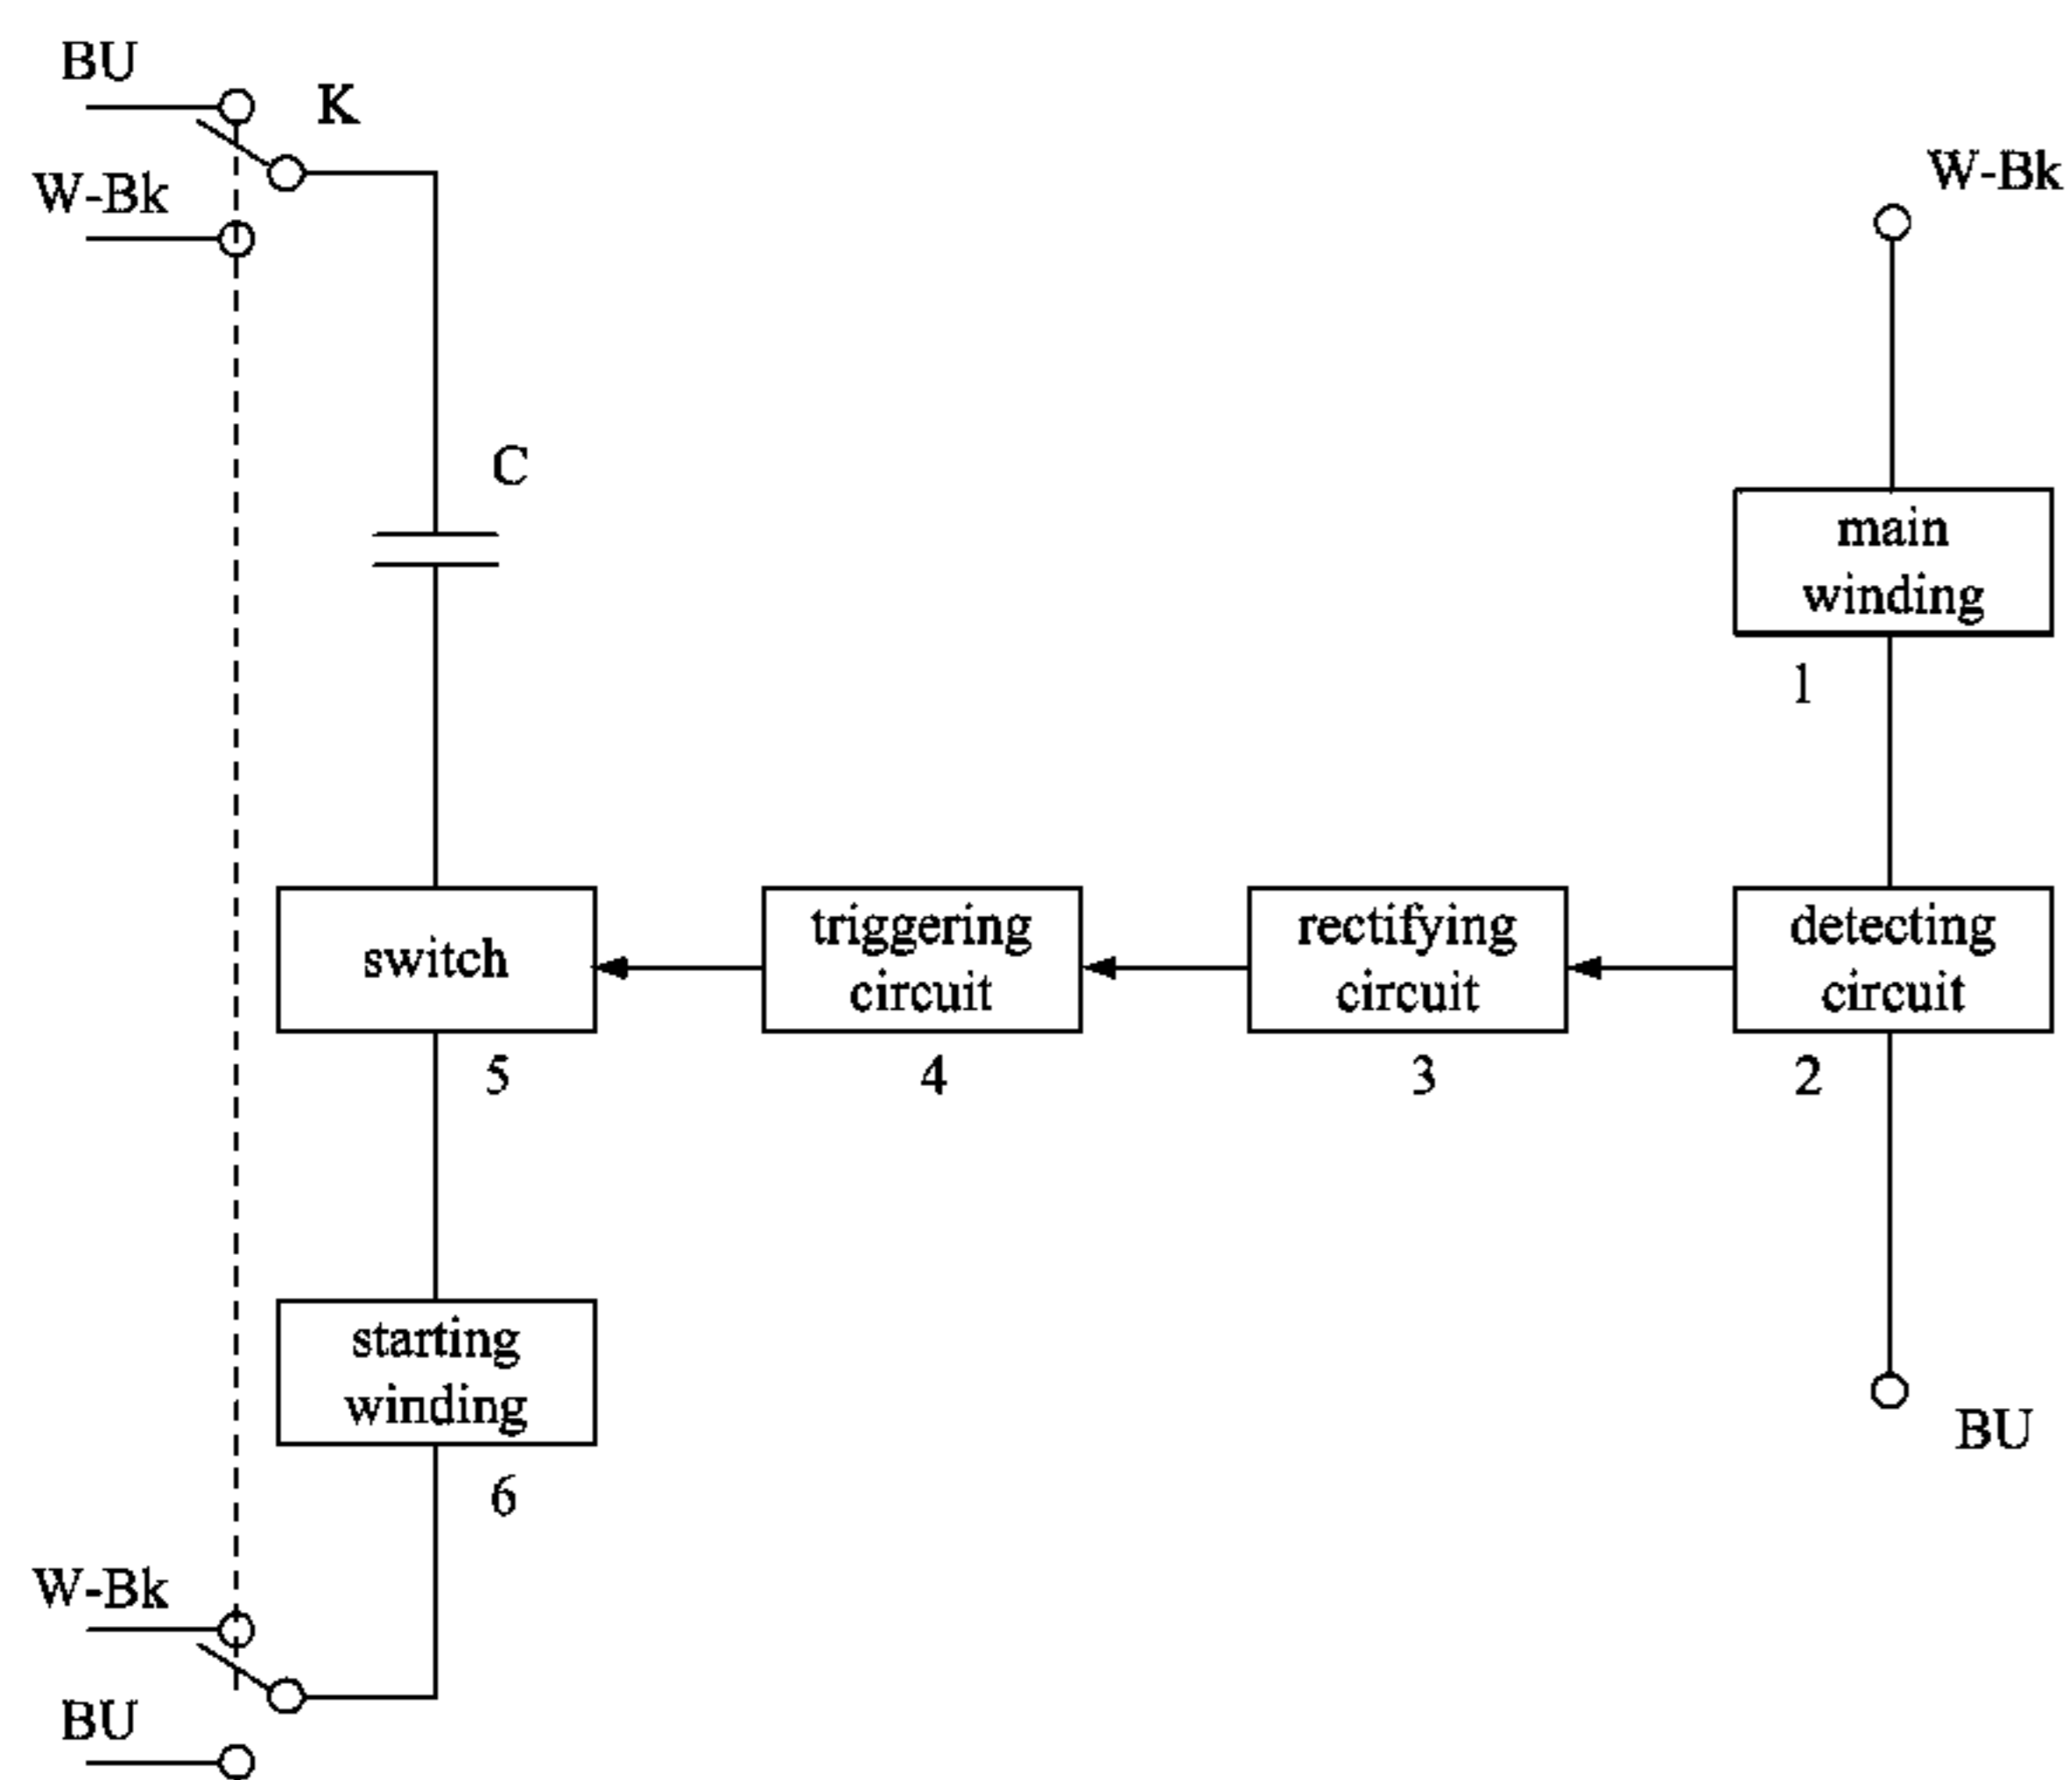 BU
K
W-Bk
W-Bk
C
main
winding
1
switch
triggering
circuit
rectifying
circuit
detecting
circuit
5
4
3
2
starting
winding
6
BU
W-Bk
BU